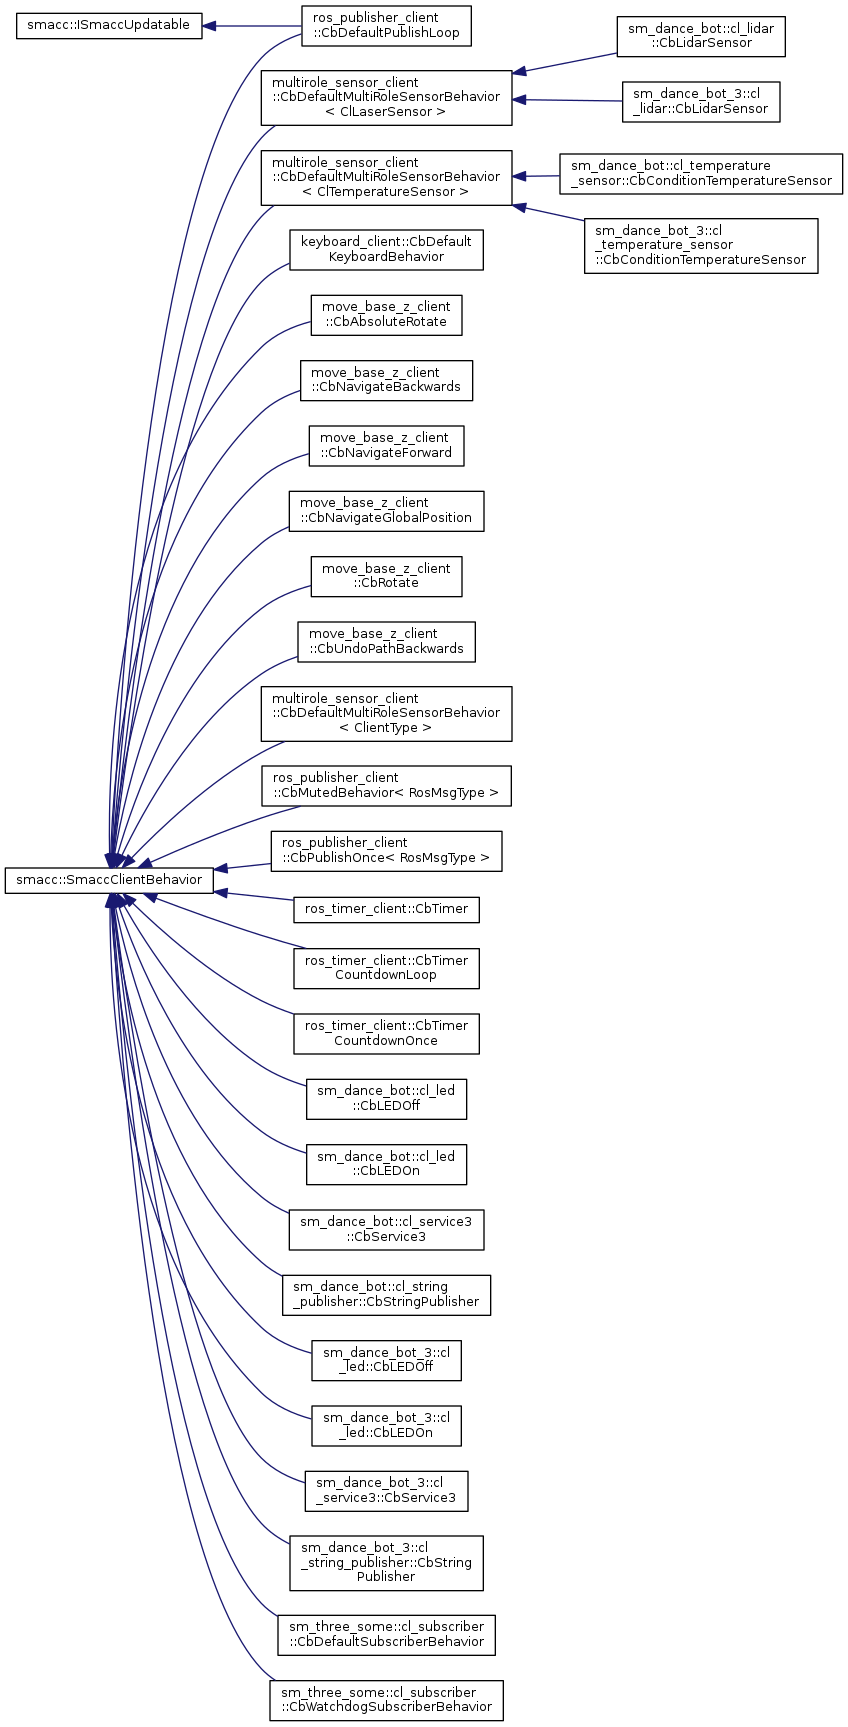 smacc::ISmaccUpdatable
ros_publisher_client
::CbDefaultPublishLoop
sm_dance_bot::cl_lidar
::CbLidarSensor
multirole_sensor_client
::CbDefaultMultiRoleSensorBehavior
< ClLaserSensor >
sm_dance_bot_3::cl
_lidar::CbLidarSensor
multirole_sensor_client
::CbDefaultMultiRoleSensorBehavior
< ClTemperatureSensor >
sm_dance_bot::cl_temperature
_sensor::CbConditionTemperatureSensor
sm_dance_bot_3::cl
_temperature_sensor
::CbConditionTemperatureSensor
keyboard_client::CbDefault
KeyboardBehavior
move_base_z_client
::CbAbsoluteRotate
move_base_z_client
::CbNavigateBackwards
move_base_z_client
::CbNavigateForward
move_base_z_client
::CbNavigateGlobalPosition
move_base_z_client
::CbRotate
move_base_z_client
::CbUndoPathBackwards
multirole_sensor_client
::CbDefaultMultiRoleSensorBehavior
< ClientType >
ros_publisher_client
::CbMutedBehavior< RosMsgType >
ros_publisher_client
::CbPublishOnce< RosMsgType >
smacc::SmaccClientBehavior
ros_timer_client::CbTimer
ros_timer_client::CbTimer
CountdownLoop
ros_timer_client::CbTimer
CountdownOnce
sm_dance_bot::cl_led
::CbLEDOff
sm_dance_bot::cl_led
::CbLEDOn
sm_dance_bot::cl_service3
::CbService3
sm_dance_bot::cl_string
_publisher::CbStringPublisher
sm_dance_bot_3::cl
_led::CbLEDOff
sm_dance_bot_3::cl
_led::CbLEDOn
sm_dance_bot_3::cl
_service3::CbService3
sm_dance_bot_3::cl
_string_publisher::CbString
Publisher
sm_three_some::cl_subscriber
::CbDefaultSubscriberBehavior
sm_three_some::cl_subscriber
::CbWatchdogSubscriberBehavior